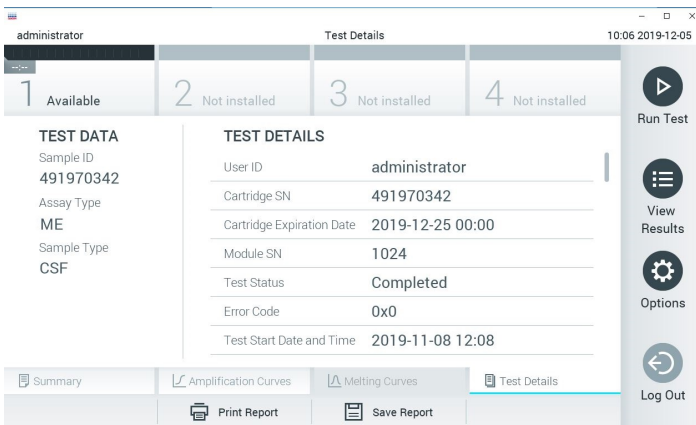 administrator
Test Details
10:06 2019-12-05
--:--
1 Available
2 Not installed
3 Not installed
4 Not installed
Run Test
View Results
Options
Log Out
TEST DATA
Sample ID
491970342
Assay Type
ME
Sample Type
CSF
TEST DETAILS
User ID administrator
Cartridge SN 491970342
Cartridge Expiration Date 2019-12-25 00:00
Module SN 1024
Test Status Completed
Error Code 0x0
Test Start Date and Time 2019-11-08 12:08
Summary
Amplification Curves
Melting Curves
Test Details
Print Report
Save Report